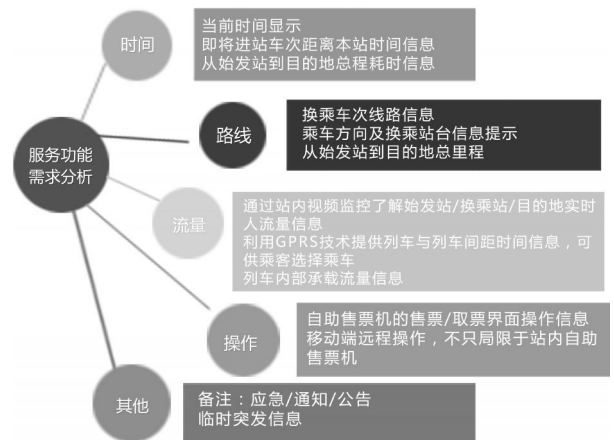 时间
当前时间显示
即将进站车次距离本站时间信息
从始发站到目的地总程耗时信息
服务功能
需求分析
路线
换乘车次线路信息
乘车方向及换乘站台信息提示
从始发站到目的地总里程
流量
通过站内视频监控了解始发站/换乘站/目的地实时
人流量信息
利用GPRS技术提供列车与列车间距时间信息，可
供乘客选择乘车
列车内部承载流量信息
操作
自助售票机的售票/取票界面操作信息
移动端远程操作，不只局限于站内自助
售票机
其他
备注：应急/通知/公告
临时突发信息